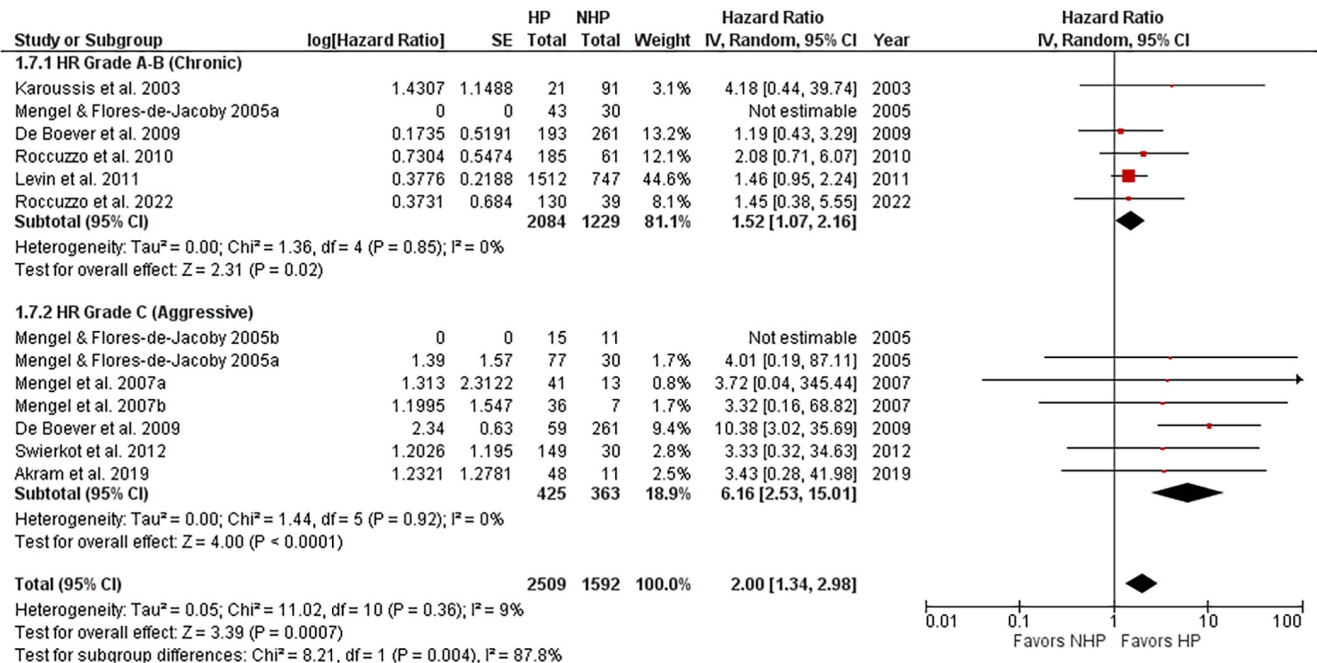 HP NHP Hazard Ratio Hazard Ratio
Study or Subgroup log[Hazard Ratio] SE Total Total Weight IV, Random, 95% CI Year IV, Random, 95% CI
1.7.1 HR Grade A-B (Chronic)
Karoussis et al. 2003 1.4307 1.1488 21 91 3.1% 4.18 [0.44, 39.74] 2003
Mengel & Flores-de-Jacoby 2005a 0 0 43 30 Not estimable 2005
De Boever et al. 2009 0.1735 0.5191 193 261 13.2% 1.19 [0.43, 3.29] 2009
Roccuzzo et al. 2010 0.7304 0.5474 185 61 12.1% 2.08 [0.71, 6.07] 2010
Levin et al. 2011 0.3776 0.2188 1512 747 44.6% 1.46 [0.95, 2.24] 2011
Roccuzzo et al. 2022 0.3731 0.684 130 39 8.1% 1.45 [0.38, 5.55] 2022
Subtotal (95% CI) 2084 1229 81.1% 1.52 [1.07, 2.16]
Heterogeneity: Tau² = 0.00; Chi² = 1.36, df = 4 (P = 0.85); I² = 0%
Test for overall effect: Z = 2.31 (P = 0.02)
1.7.2 HR Grade C (Aggressive)
Mengel & Flores-de-Jacoby 2005b 0 0 15 11 Not estimable 2005
Mengel & Flores-de-Jacoby 2005a 1.39 1.57 77 30 1.7% 4.01 [0.19, 87.11] 2005
Mengel et al. 2007a 1.313 2.3122 41 13 0.8% 3.72 [0.04, 345.44] 2007
Mengel et al. 2007b 1.1995 1.547 36 7 1.7% 3.32 [0.16, 68.82] 2007
De Boever et al. 2009 2.34 0.63 59 261 9.4% 10.38 [3.02, 35.69] 2009
Swierkot et al. 2012 1.2026 1.195 149 30 2.8% 3.33 [0.32, 34.63] 2012
Akram et al. 2019 1.2321 1.2781 48 11 2.5% 3.43 [0.28, 41.98] 2019
Subtotal (95% CI) 425 363 18.9% 6.16 [2.53, 15.01]
Heterogeneity: Tau² = 0.00; Chi² = 1.44, df = 5 (P = 0.92); I² = 0%
Test for overall effect: Z = 4.00 (P < 0.0001)
Total (95% CI) 2509 1592 100.0% 2.00 [1.34, 2.98]
Heterogeneity: Tau² = 0.05; Chi² = 11.02, df = 10 (P = 0.36); I² = 9%
Test for overall effect: Z = 3.39 (P = 0.0007)
Test for subgroup differences: Chi² = 8.21, df = 1 (P = 0.004), I² = 87.8%
0.01 0.1 1 10 100
Favors NHP Favors HP